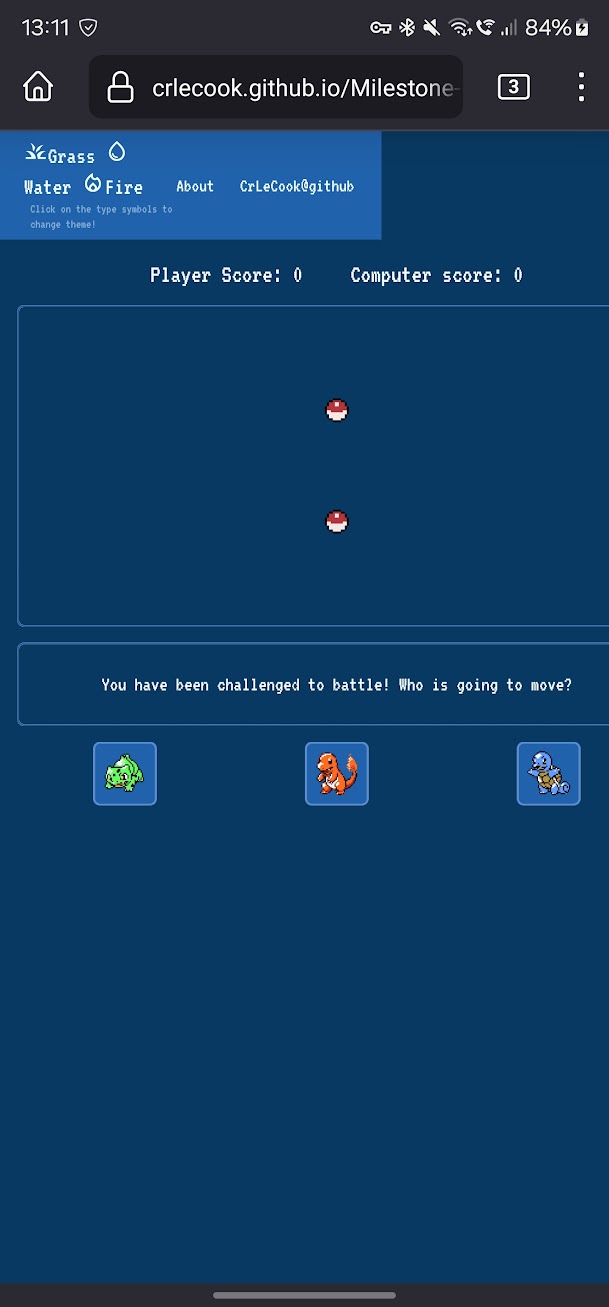 13:11 84%
crlecook.github.io/Milestone-
3
Grass
Water Fire About CrLeCook@github
Click on the type symbols to
change theme!
Player Score: 0 Computer score: 0
You have been challenged to battle! Who is going to move?